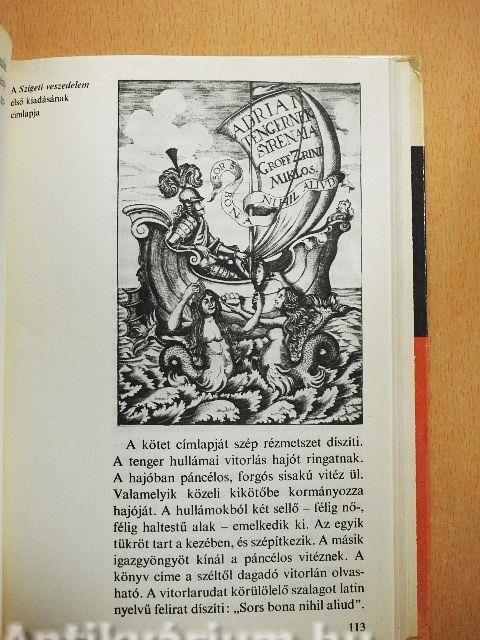 A Szigeti veszedelem
első kiadásának
címlapja
ADRIAI
TENGERNEK
SYRENAIA
GROFF ZRINI
MIKLOS.
SORS
BONA
NIHIL ALIVD
A kötet címlapját szép rézmetszet díszíti.
A tenger hullámai vitorlás hajót ringatnak.
A hajóban páncélos, forgós sisakú vitéz ül.
Valamelyik közeli kikötőbe kormányozza
hajóját. A hullámokból két sellő – félig nő-,
félig haltestű alak – emelkedik ki. Az egyik
tükröt tart a kezében, és szépítkezik. A másik
igazgyöngyöt kínál a páncélos vitéznek. A
könyv címe a széltől dagadó vitorlán olvas-
ható. A vitorlarudat körülölelő szalagot latin
nyelvű felirat díszíti: „Sors bona nihil aliud”.
113